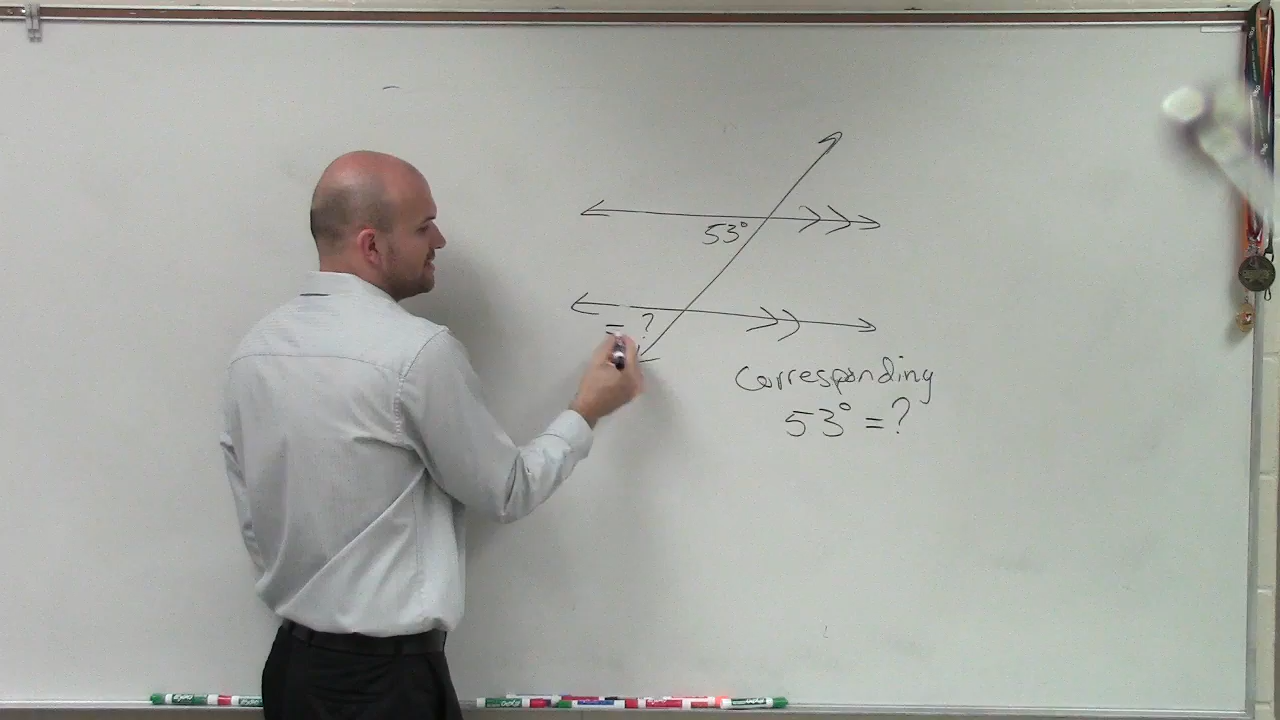 53°
= ?
Corresponding
53° = ?